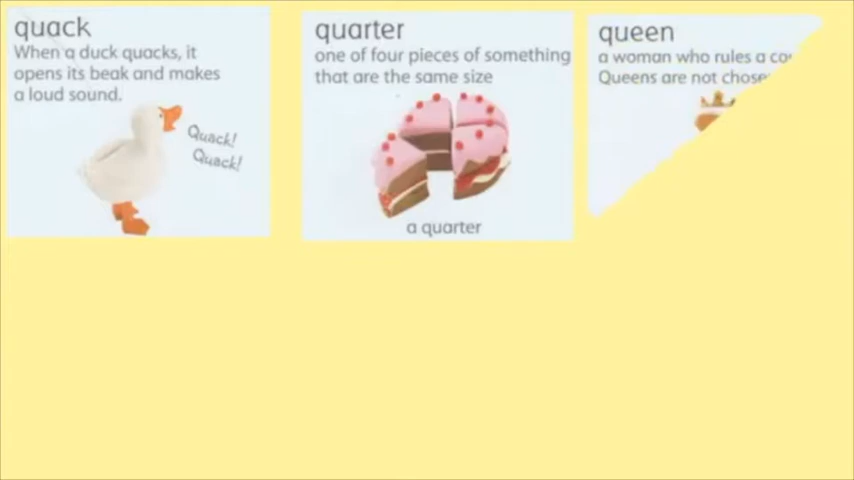 quack
When a duck quacks, it
opens its beak and makes
a loud sound.
Quack!
Quack!
quarter
one of four pieces of something
that are the same size
a quarter
queen
a woman who rules a
Queens are not